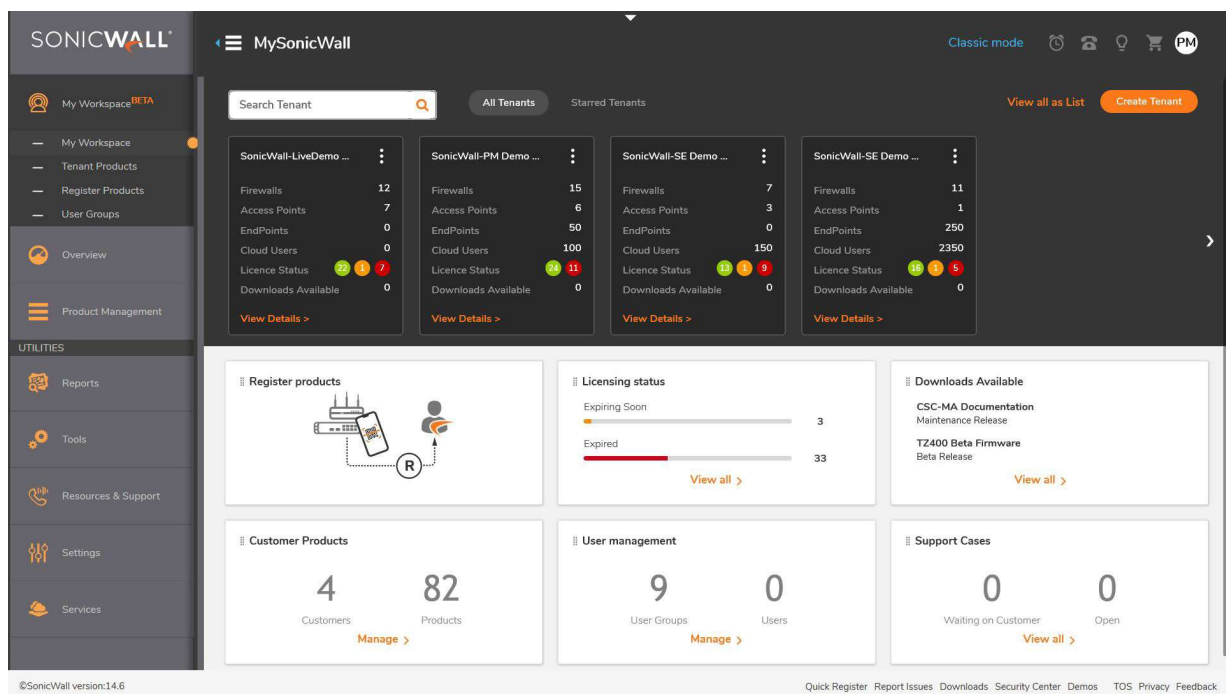 SONICWALL
MySonicWall
Classic mode
PM
My Workspace BETA
My Workspace
Tenant Products
Register Products
User Groups
Overview
Product Management
UTILITIES
Reports
Tools
Resources & Support
Settings
Services
Search Tenant
All Tenants
Starred Tenants
View all as List
Create Tenant
SonicWall-LiveDemo ...
Firewalls 12
Access Points 7
EndPoints 0
Cloud Users 0
Licence Status 22 1 7
Downloads Available 0
View Details >
SonicWall-PM Demo ...
Firewalls 15
Access Points 6
EndPoints 50
Cloud Users 100
Licence Status 24 11
Downloads Available 0
View Details >
SonicWall-SE Demo ...
Firewalls 7
Access Points 3
EndPoints 0
Cloud Users 150
Licence Status 13 1 9
Downloads Available 0
View Details >
SonicWall-SE Demo ...
Firewalls 11
Access Points 1
EndPoints 250
Cloud Users 2350
Licence Status 16 1 5
Downloads Available 0
View Details >
Register products
R
Licensing status
Expiring Soon
3
Expired
33
View all >
Downloads Available
CSC-MA Documentation
Maintenance Release
TZ400 Beta Firmware
Beta Release
View all >
Customer Products
4 82
Customers Products
Manage >
User management
9 0
User Groups Users
Manage >
Support Cases
0 0
Waiting on Customer Open
View all >
©SonicWall version:14.6
Quick Register Report Issues Downloads Security Center Demos TOS Privacy Feedback